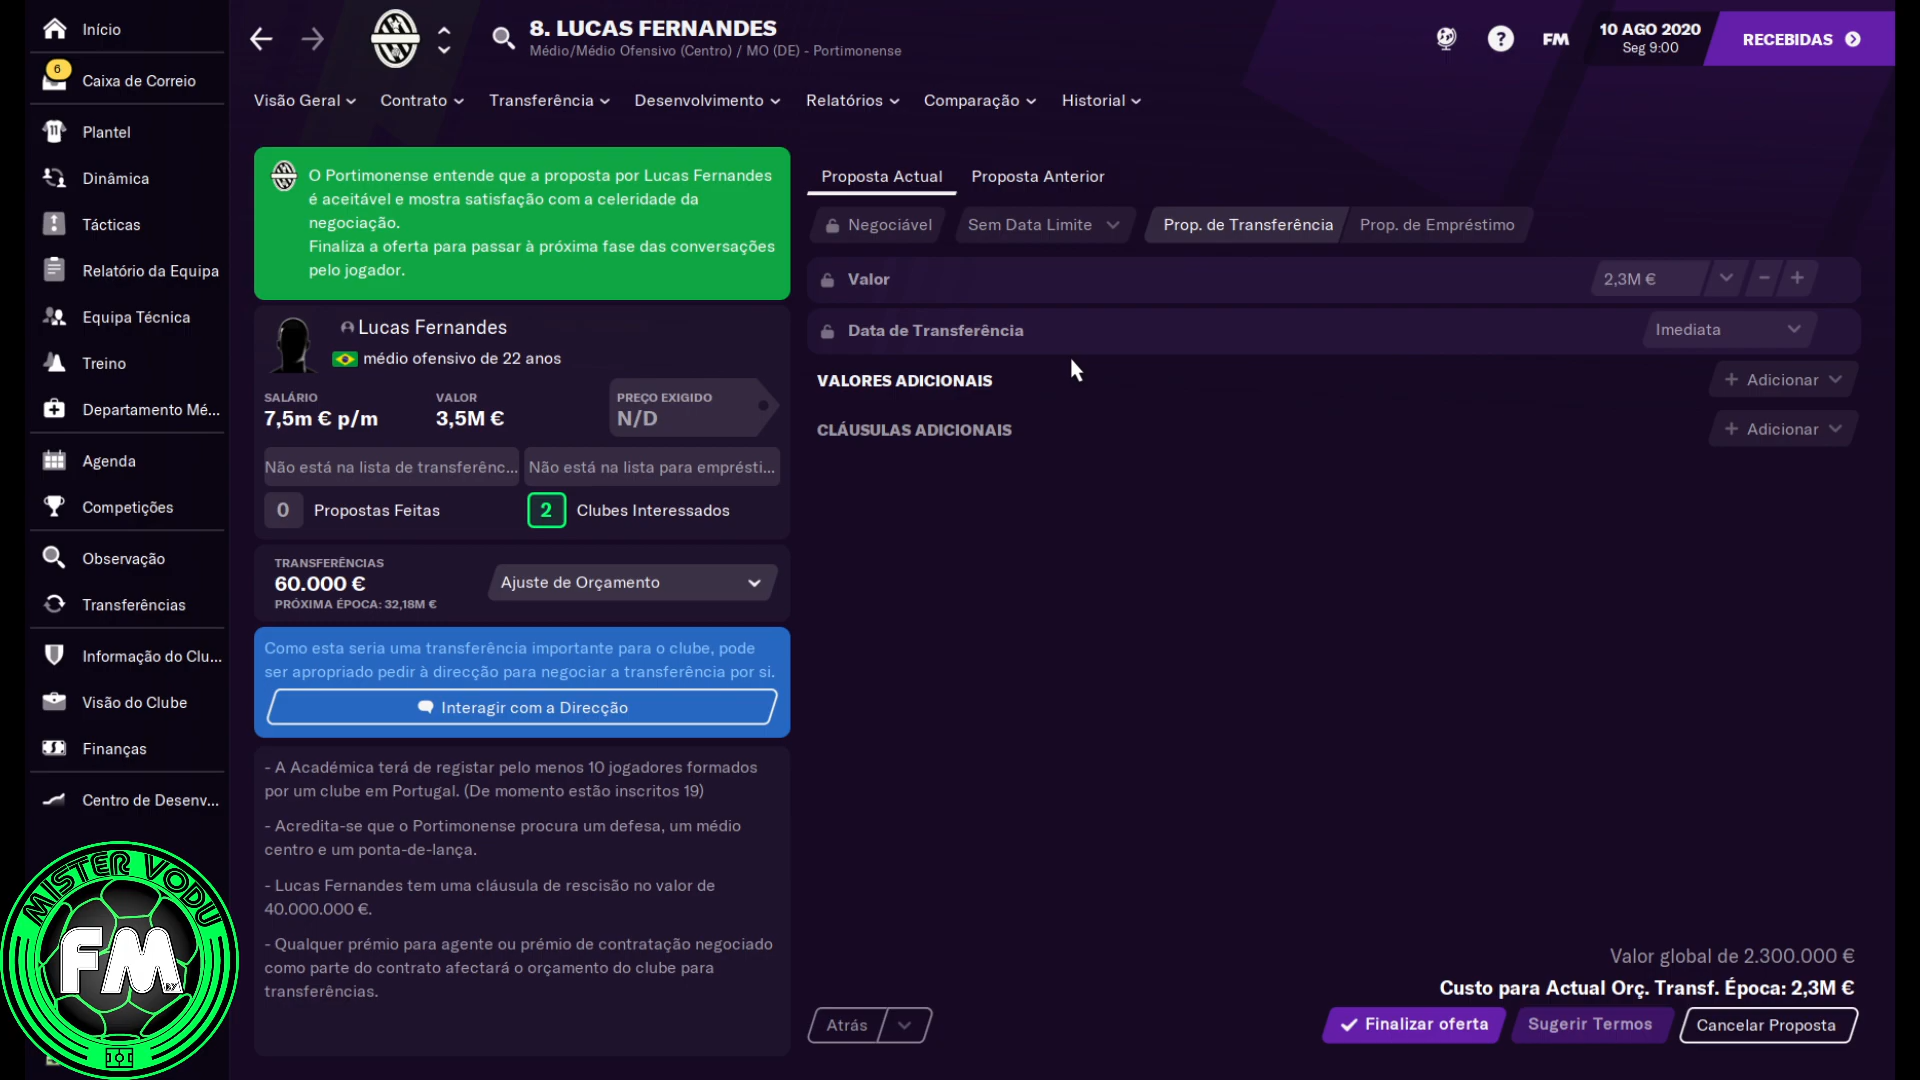 Início
6
Caixa de Correio
11
Plantel
Dinâmica
Tácticas
Relatório da Equipa
Equipa Técnica
Treino
Departamento Mé...
Agenda
Competições
Observação
Transferências
Informação do Clu...
Visão do Clube
Finanças
Centro de Desenv...
MISTER VODU
FM
BY
8. LUCAS FERNANDES
Médio/Médio Ofensivo (Centro) / MO (DE) - Portimonense
?
FM
10 AGO 2020
Seg 9:00
RECEBIDAS
Visão Geral
Contrato
Transferência
Desenvolvimento
Relatórios
Comparação
Historial
O Portimonense entende que a proposta por Lucas Fernandes
é aceitável e mostra satisfação com a celeridade da
negociação.
Finaliza a oferta para passar à próxima fase das conversações
pelo jogador.
Lucas Fernandes
médio ofensivo de 22 anos
SALÁRIO
7,5m € p/m
VALOR
3,5M €
PREÇO EXIGIDO
N/D
Não está na lista de transferênc...
Não está na lista para emprésti...
0 Propostas Feitas
2 Clubes Interessados
TRANSFERÊNCIAS
60.000 €
PRÓXIMA ÉPOCA: 32,18M €
Ajuste de Orçamento
Como esta seria uma transferência importante para o clube, pode
ser apropriado pedir à direcção para negociar a transferência por si.
Interagir com a Direcção
- A Académica terá de registar pelo menos 10 jogadores formados
por um clube em Portugal. (De momento estão inscritos 19)
- Acredita-se que o Portimonense procura um defesa, um médio
centro e um ponta-de-lança.
- Lucas Fernandes tem uma cláusula de rescisão no valor de
40.000.000 €.
- Qualquer prémio para agente ou prémio de contratação negociado
como parte do contrato afectará o orçamento do clube para
transferências.
Proposta Actual
Proposta Anterior
Negociável
Sem Data Limite
Prop. de Transferência
Prop. de Empréstimo
Valor
2,3M €
- +
Data de Transferência
Imediata
VALORES ADICIONAIS
+ Adicionar
CLÁUSULAS ADICIONAIS
+ Adicionar
Valor global de 2.300.000 €
Custo para Actual Orç. Transf. Época: 2,3M €
Atrás
Finalizar oferta
Sugerir Termos
Cancelar Proposta